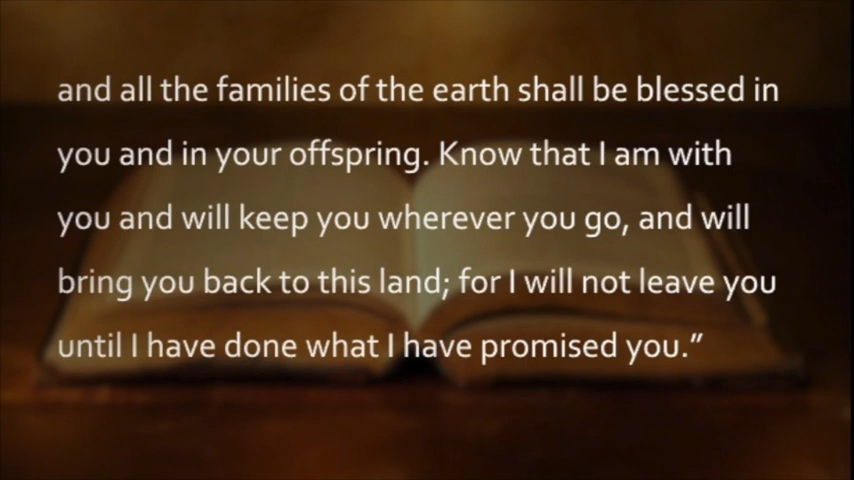 and all the families of the earth shall be blessed in
you and in your offspring. Know that I am with
you and will keep you wherever you go, and will
bring you back to this land; for I will not leave you
until I have done what I have promised you.”